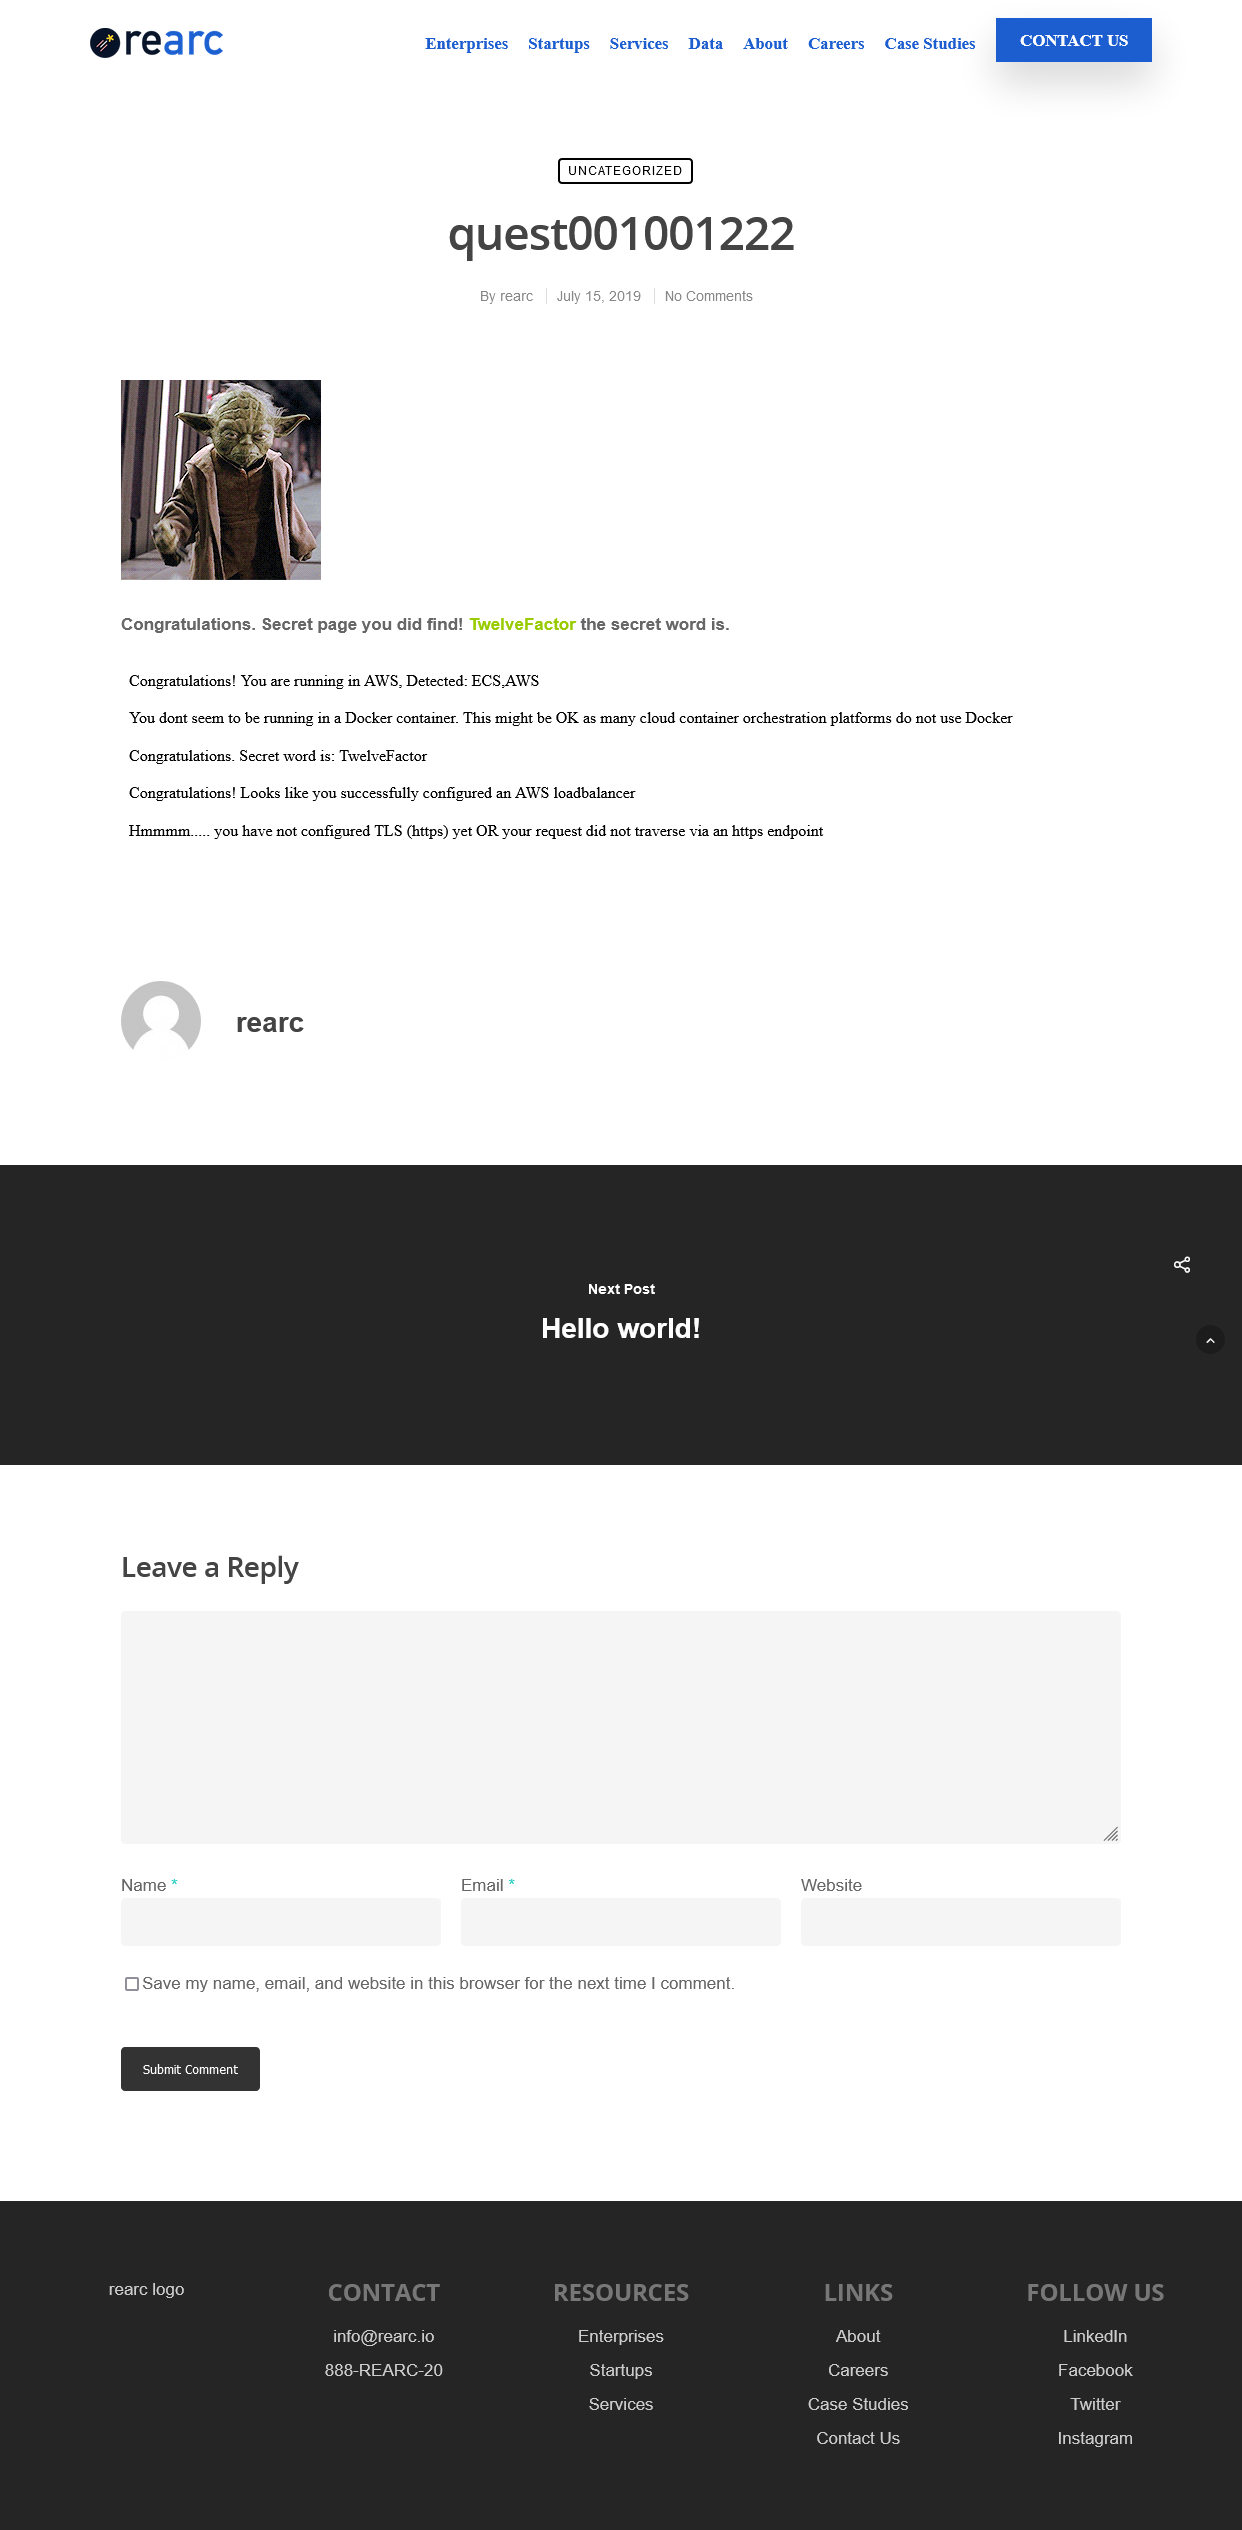 rearc
Enterprises Startups Services Data About Careers Case Studies CONTACT US
UNCATEGORIZED
quest001001222
By rearc July 15, 2019 No Comments
Congratulations. Secret page you did find! TwelveFactor the secret word is.
Congratulations! You are running in AWS, Detected: ECS,AWS
You dont seem to be running in a Docker container. This might be OK as many cloud container orchestration platforms do not use Docker
Congratulations. Secret word is: TwelveFactor
Congratulations! Looks like you successfully configured an AWS loadbalancer
Hmmmm..... you have not configured TLS (https) yet OR your request did not traverse via an https endpoint
rearc
Next Post
Hello world!
Leave a Reply
Name * Email * Website
Save my name, email, and website in this browser for the next time I comment.
Submit Comment
rearc logo
CONTACT
info@rearc.io
888-REARC-20
RESOURCES
Enterprises
Startups
Services
LINKS
About
Careers
Case Studies
Contact Us
FOLLOW US
LinkedIn
Facebook
Twitter
Instagram